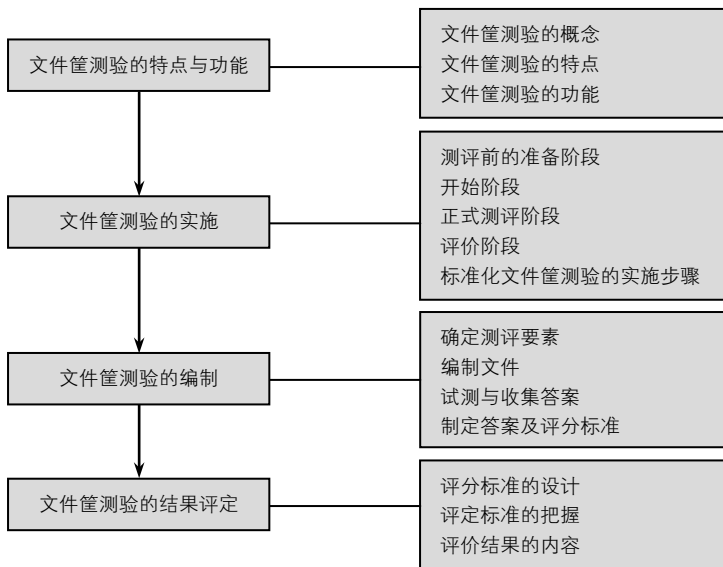 文件筐测验的特点与功能
文件筐测验的概念
文件筐测验的特点
文件筐测验的功能
文件筐测验的实施
测评前的准备阶段
开始阶段
正式测评阶段
评价阶段
标准化文件筐测验的实施步骤
文件筐测验的编制
确定测评要素
编制文件
试测与收集答案
制定答案及评分标准
文件筐测验的结果评定
评分标准的设计
评定标准的把握
评价结果的内容